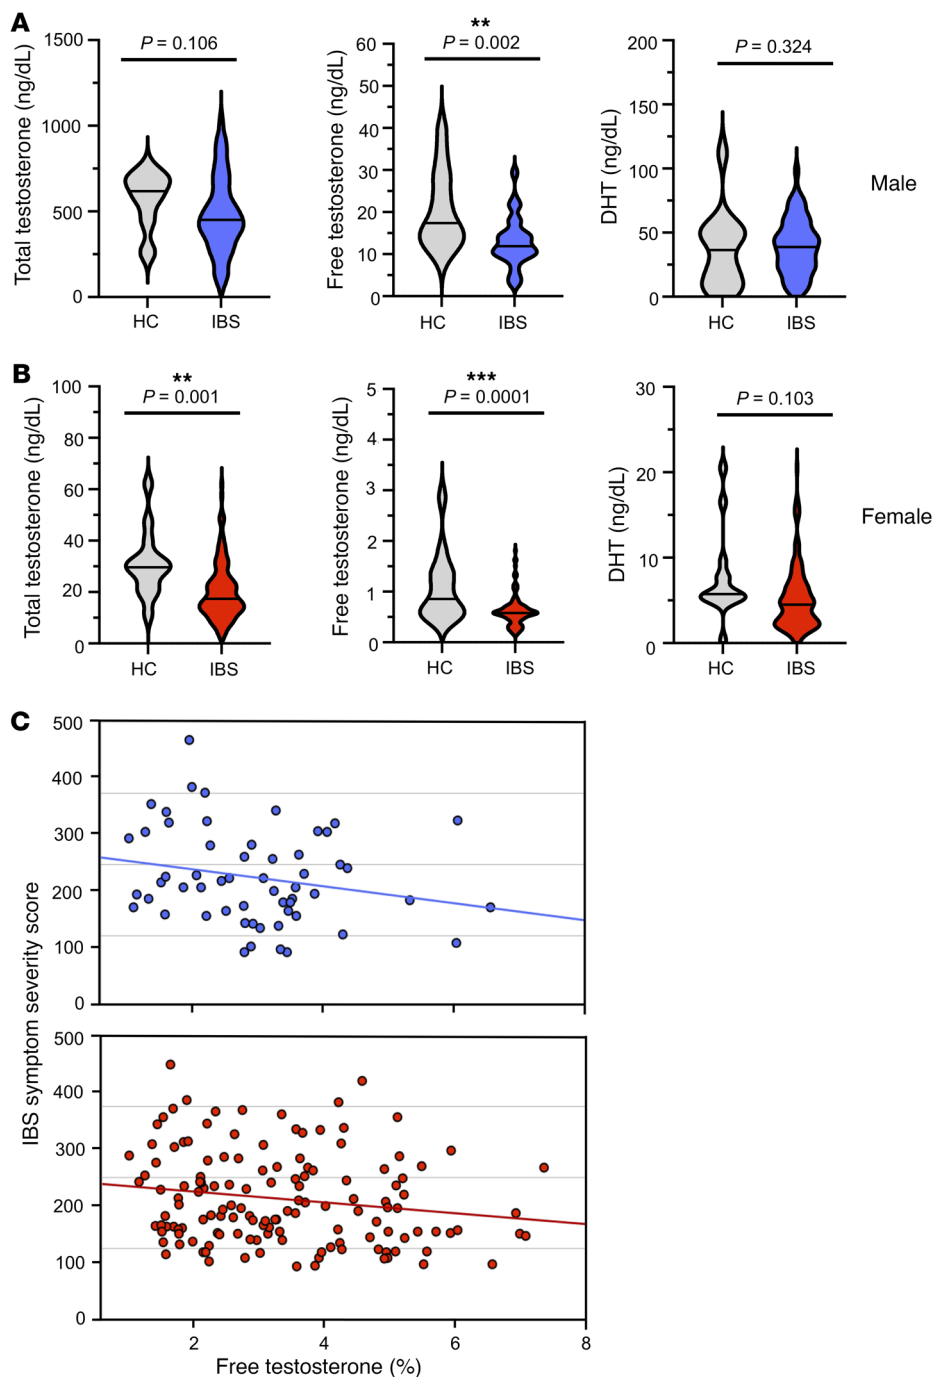 A
Total testosterone (ng/dL)
1500
1000
500
0
P = 0.106
HC
IBS
Free testosterone (ng/dL)
60
50
40
30
20
10
0
**
P = 0.002
HC
IBS
DHT (ng/dL)
200
150
100
50
0
P = 0.324
HC
IBS
Male
B
Total testosterone (ng/dL)
100
80
60
40
20
0
**
P = 0.001
HC
IBS
Free testosterone (ng/dL)
5
4
3
2
1
0
***
P = 0.0001
HC
IBS
DHT (ng/dL)
30
20
10
0
P = 0.103
HC
IBS
Female
C
IBS symptom severity score
500
400
300
200
100
0
500
400
300
200
100
0
2
4
6
8
Free testosterone (%)